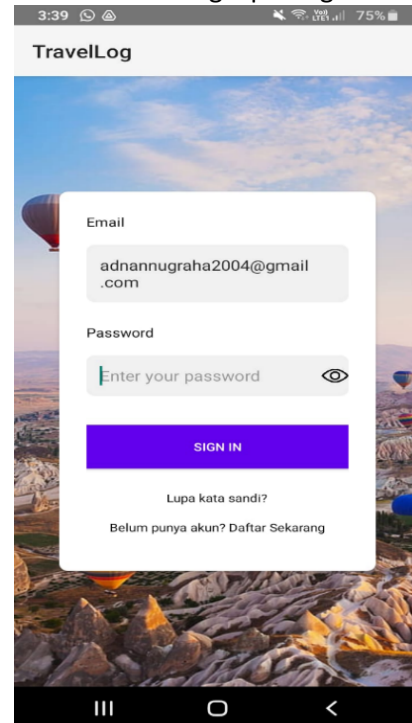 3:39
75%
TravelLog
Email
adnannugraha2004@gmail
.com
Password
Enter your password
SIGN IN
Lupa kata sandi?
Belum punya akun? Daftar Sekarang